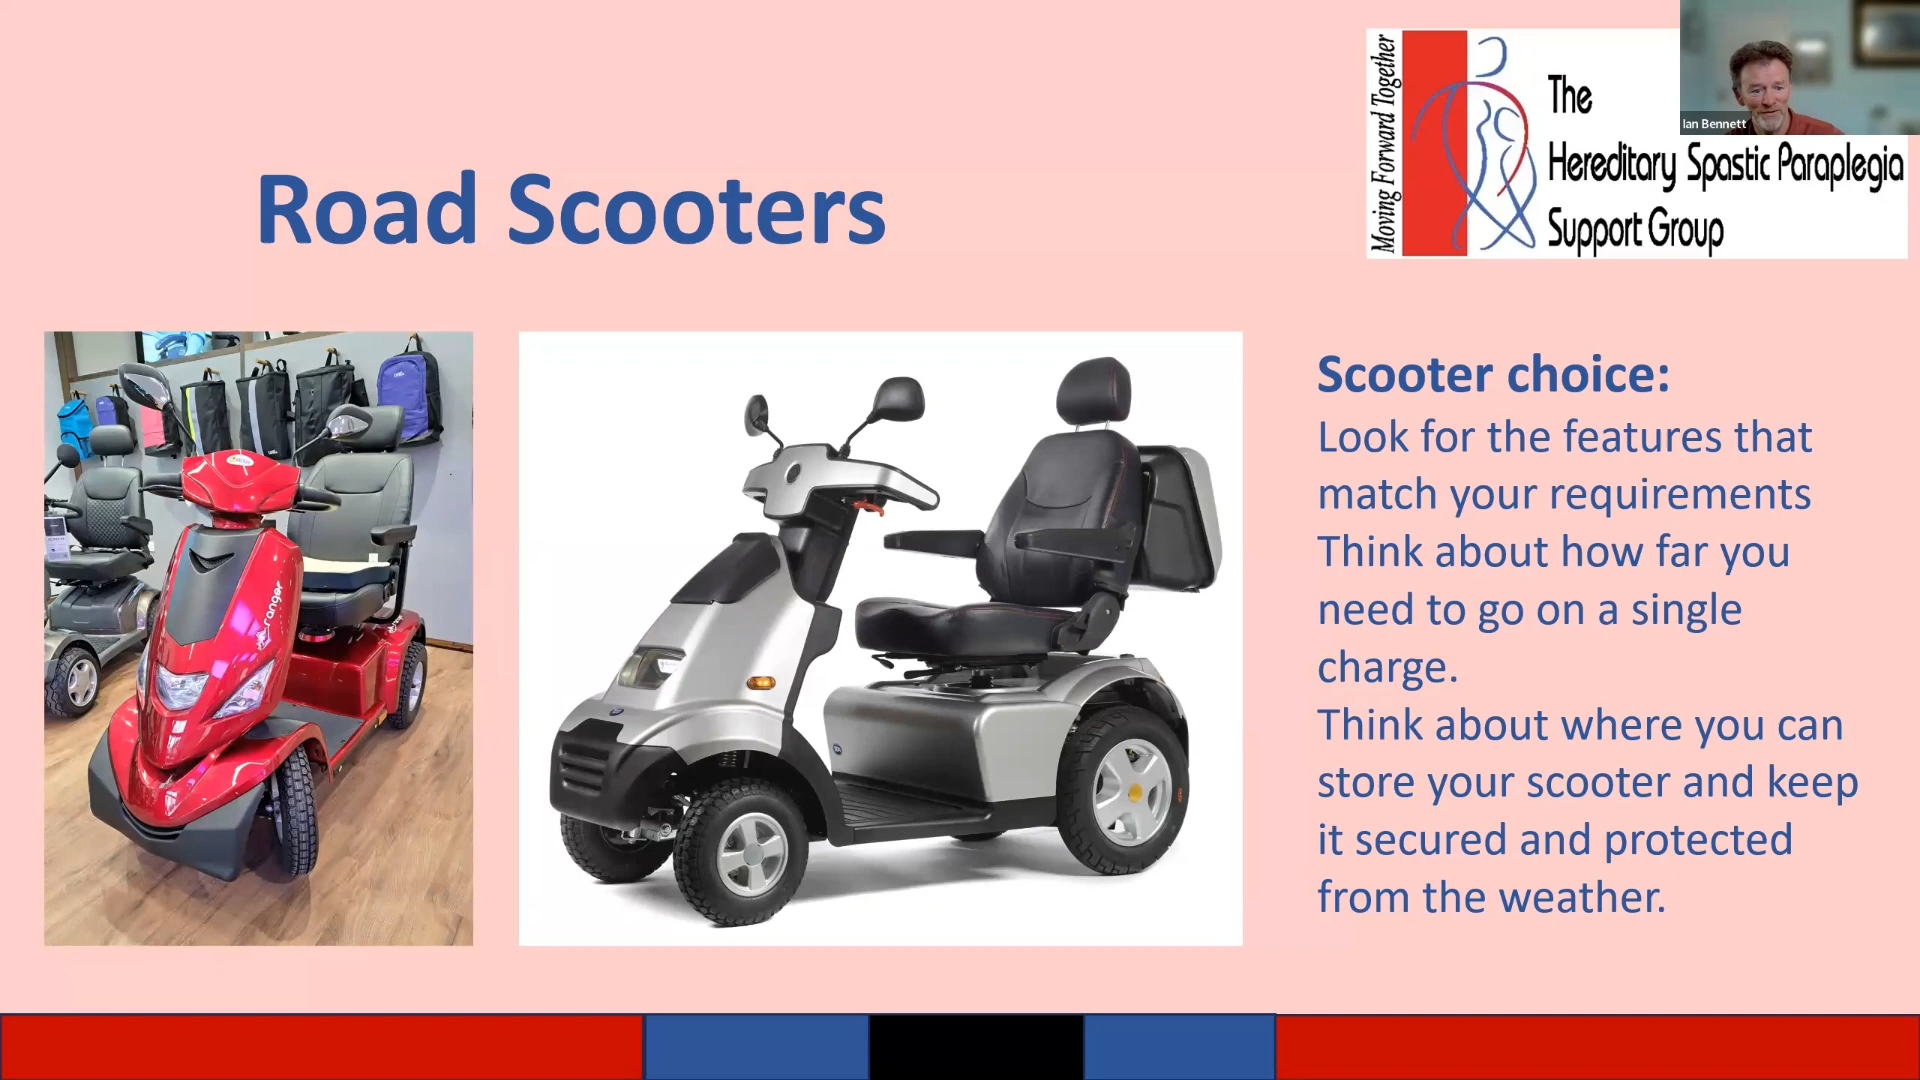 Moving Forward Together
The
Hereditary Spastic Paraplegia
Support Group
Ian Bennett
Road Scooters
ranger
Scooter choice:
Look for the features that
match your requirements
Think about how far you
need to go on a single
charge.
Think about where you can
store your scooter and keep
it secured and protected
from the weather.